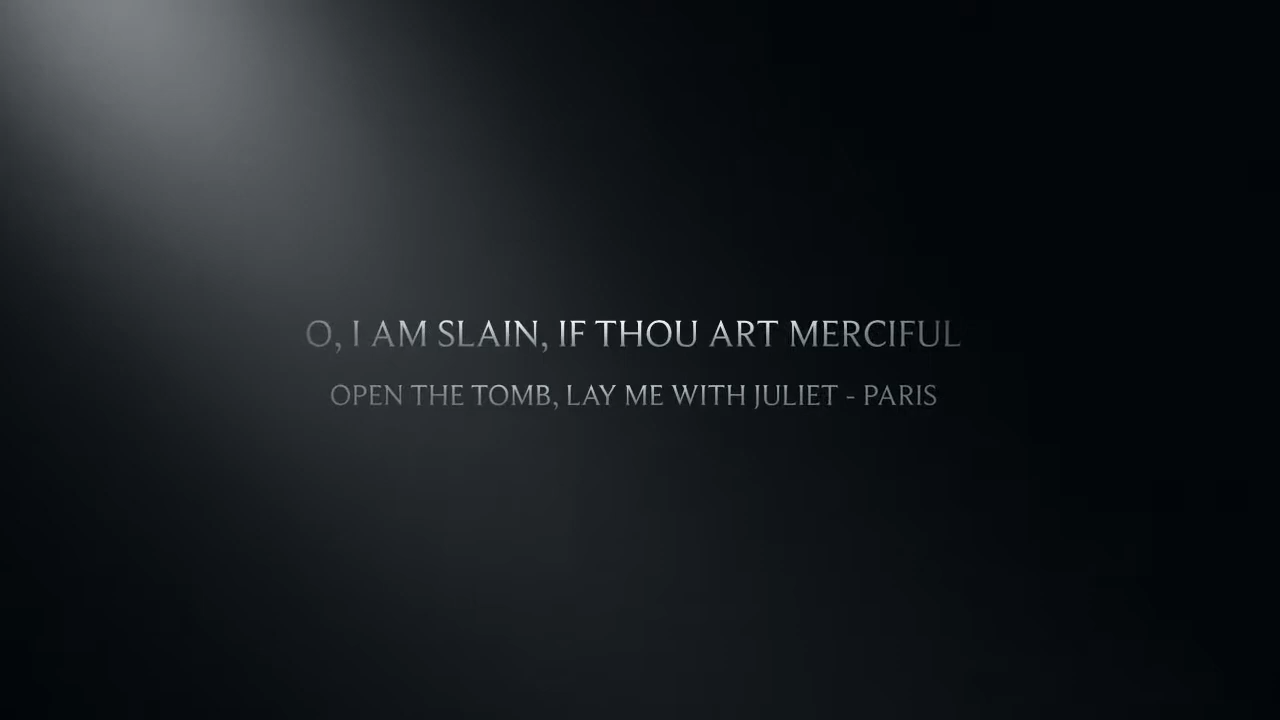 O, I AM SLAIN, IF THOU ART MERCIFUL
OPEN THE TOMB, LAY ME WITH JULIET - PARIS